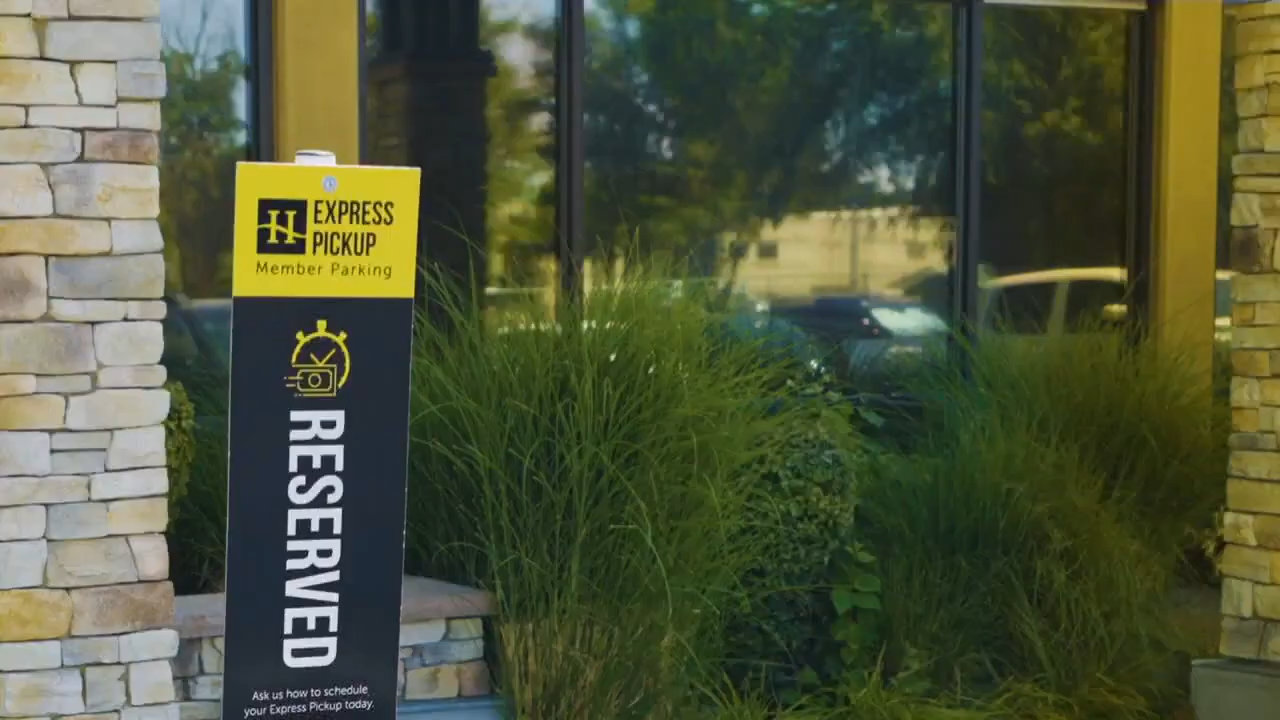 H EXPRESS
PICKUP
Member Parking
RESERVED
Ask us how to schedule
your Express Pickup today.